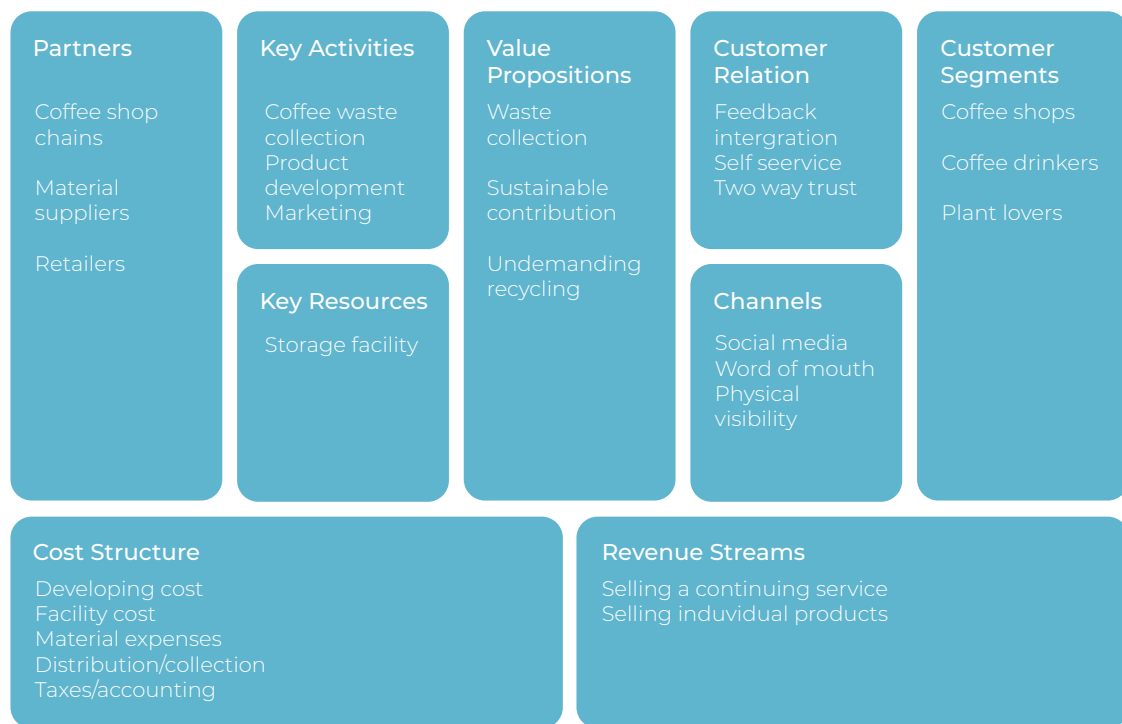 Partners
Coffee shop
chains
Material
suppliers
Retailers
Key Activities
Coffee waste
collection
Product
development
Marketing
Key Resources
Storage facility
Value
Propositions
Waste
collection
Sustainable
contribution
Undemanding
recycling
Customer
Relation
Feedback
intergration
Self seervice
Two way trust
Channels
Social media
Word of mouth
Physical
visibility
Customer
Segments
Coffee shops
Coffee drinkers
Plant lovers
Cost Structure
Developing cost
Facility cost
Material expenses
Distribution/collection
Taxes/accounting
Revenue Streams
Selling a continuing service
Selling induvidual products